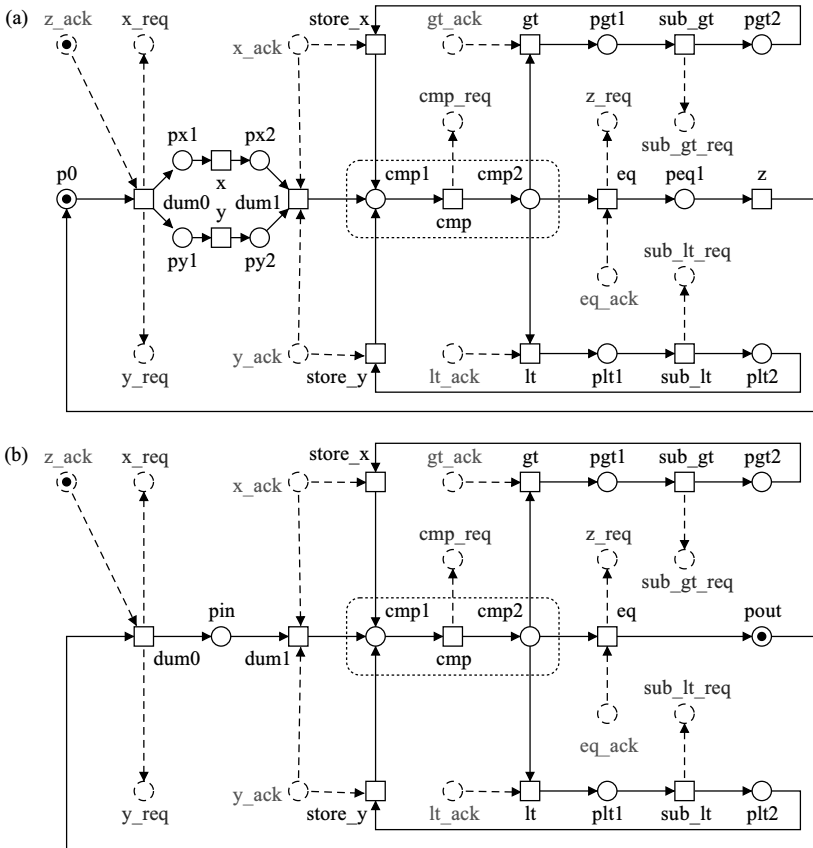 (a)
z_ack x_req store_x gt_ack gt pgt1 sub_gt pgt2
x_ack
cmp_req z_req
sub_gt_req
px1 px2
p0 x cmp1 cmp2 eq peq1 z
dum0 dum1
y cmp
py1 py2 sub_lt_req
eq_ack
y_ack
y_req store_y lt_ack lt plt1 sub_lt plt2
(b)
z_ack x_req store_x gt_ack gt pgt1 sub_gt pgt2
x_ack
cmp_req z_req
sub_gt_req
pin cmp1 cmp2 eq pout
dum0 dum1 cmp
sub_lt_req
eq_ack
y_ack
y_req store_y lt_ack lt plt1 sub_lt plt2